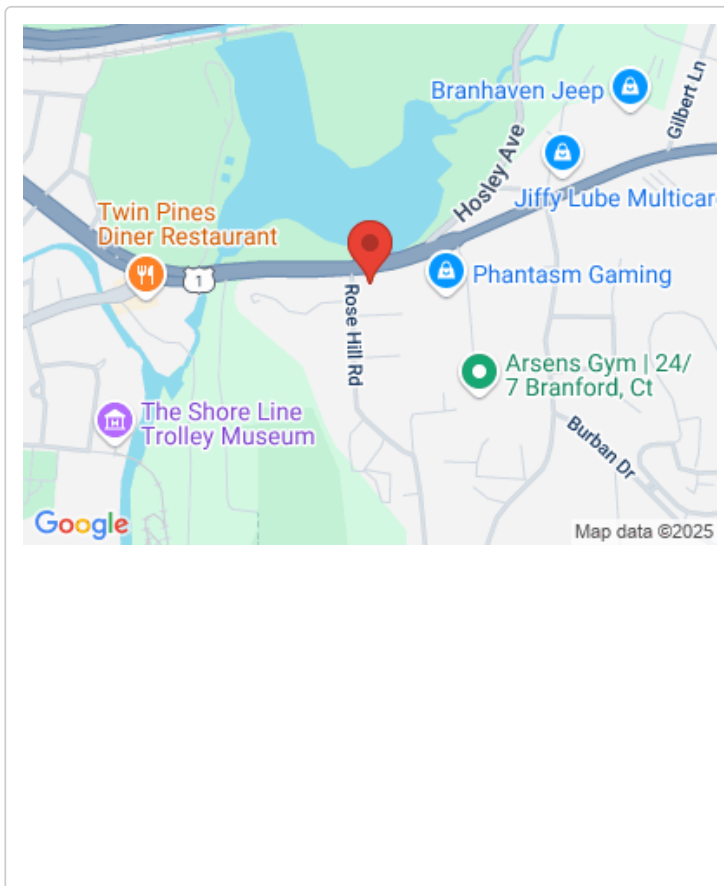 Branhaven Jeep
Gilbert Ln
Hosley Ave
Jiffy Lube Multicar
Twin Pines
Diner Restaurant
1
Phantasm Gaming
Rose Hill Rd
Arsens Gym | 24/
7 Branford, Ct
The Shore Line
Trolley Museum
Burban Dr
Google
Map data ©2025